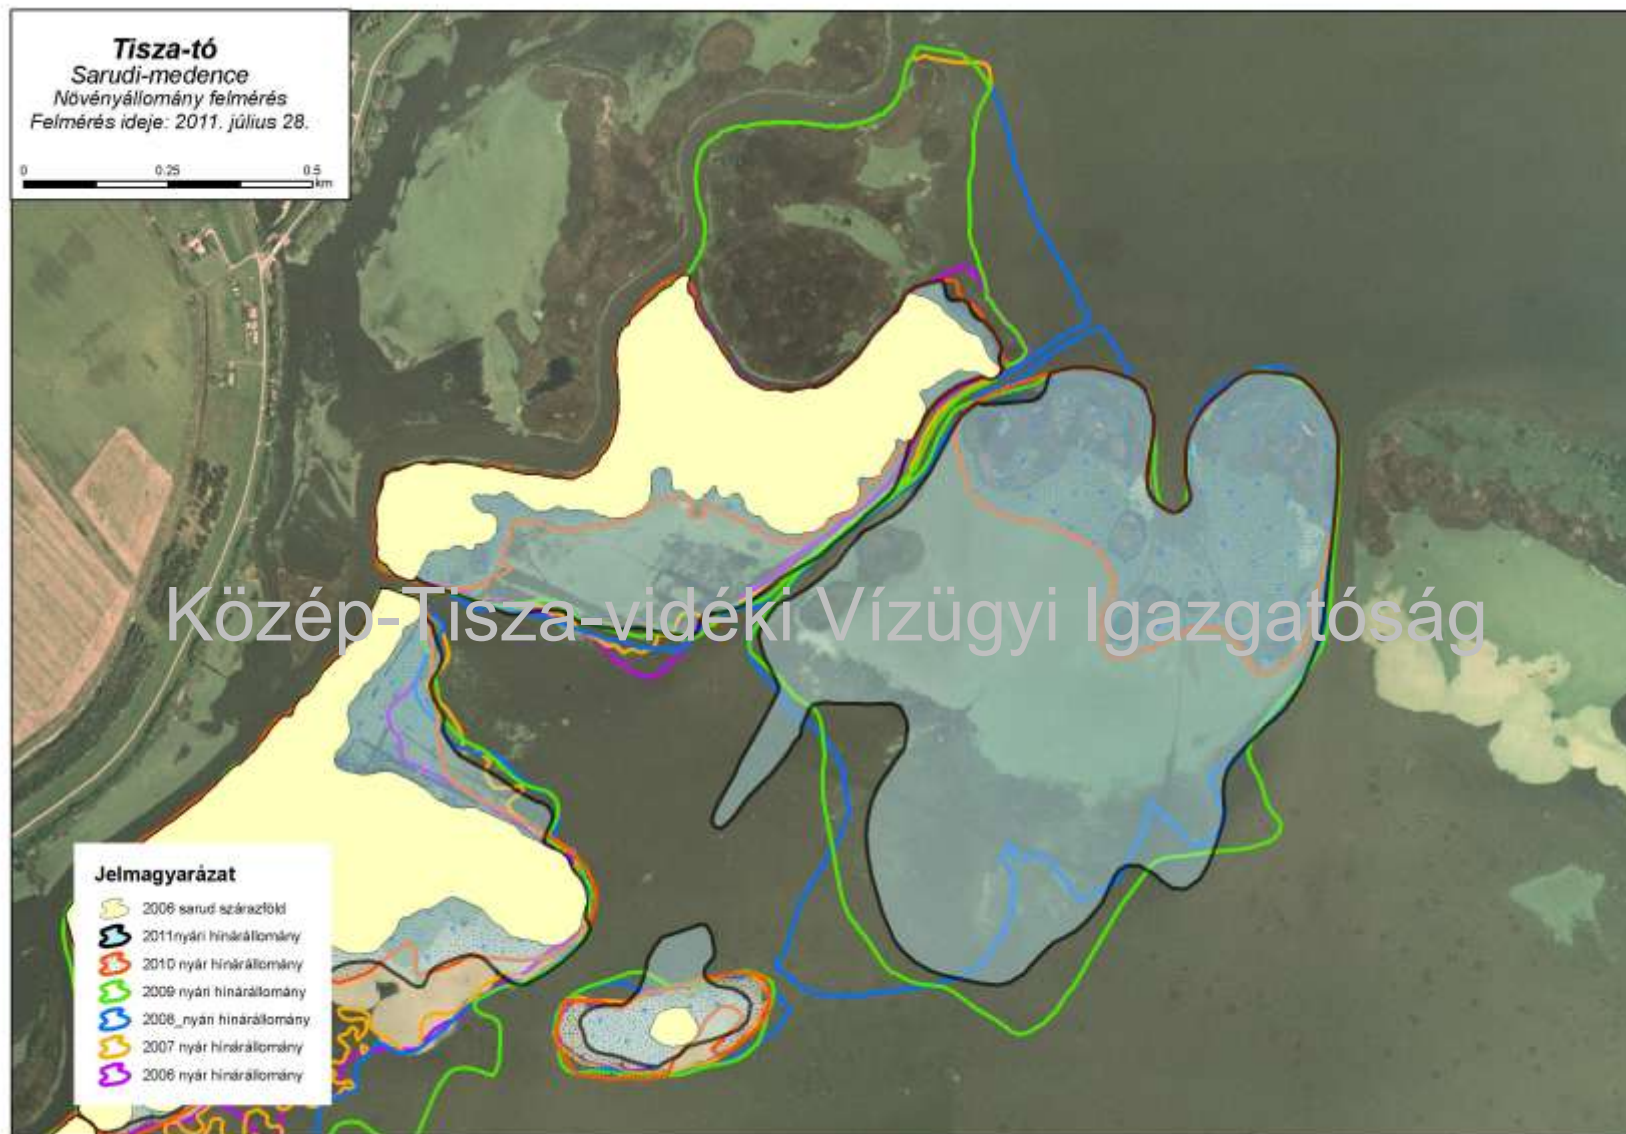 Tisza-tó
Sarudi-medence
Növényállomány felmérés
Felmérés ideje: 2011. július 28.
0 0.25 0.5
km
Közép-Tisza-vidéki Vízügyi Igazgatóság
Jelmagyarázat
2006 sarud szárazföld
2011nyári hínárállomány
2010 nyár hínárállomány
2009 nyári hínárállomány
2008_nyári hínárállomány
2007 nyár hínárállomány
2006 nyár hínárállomány